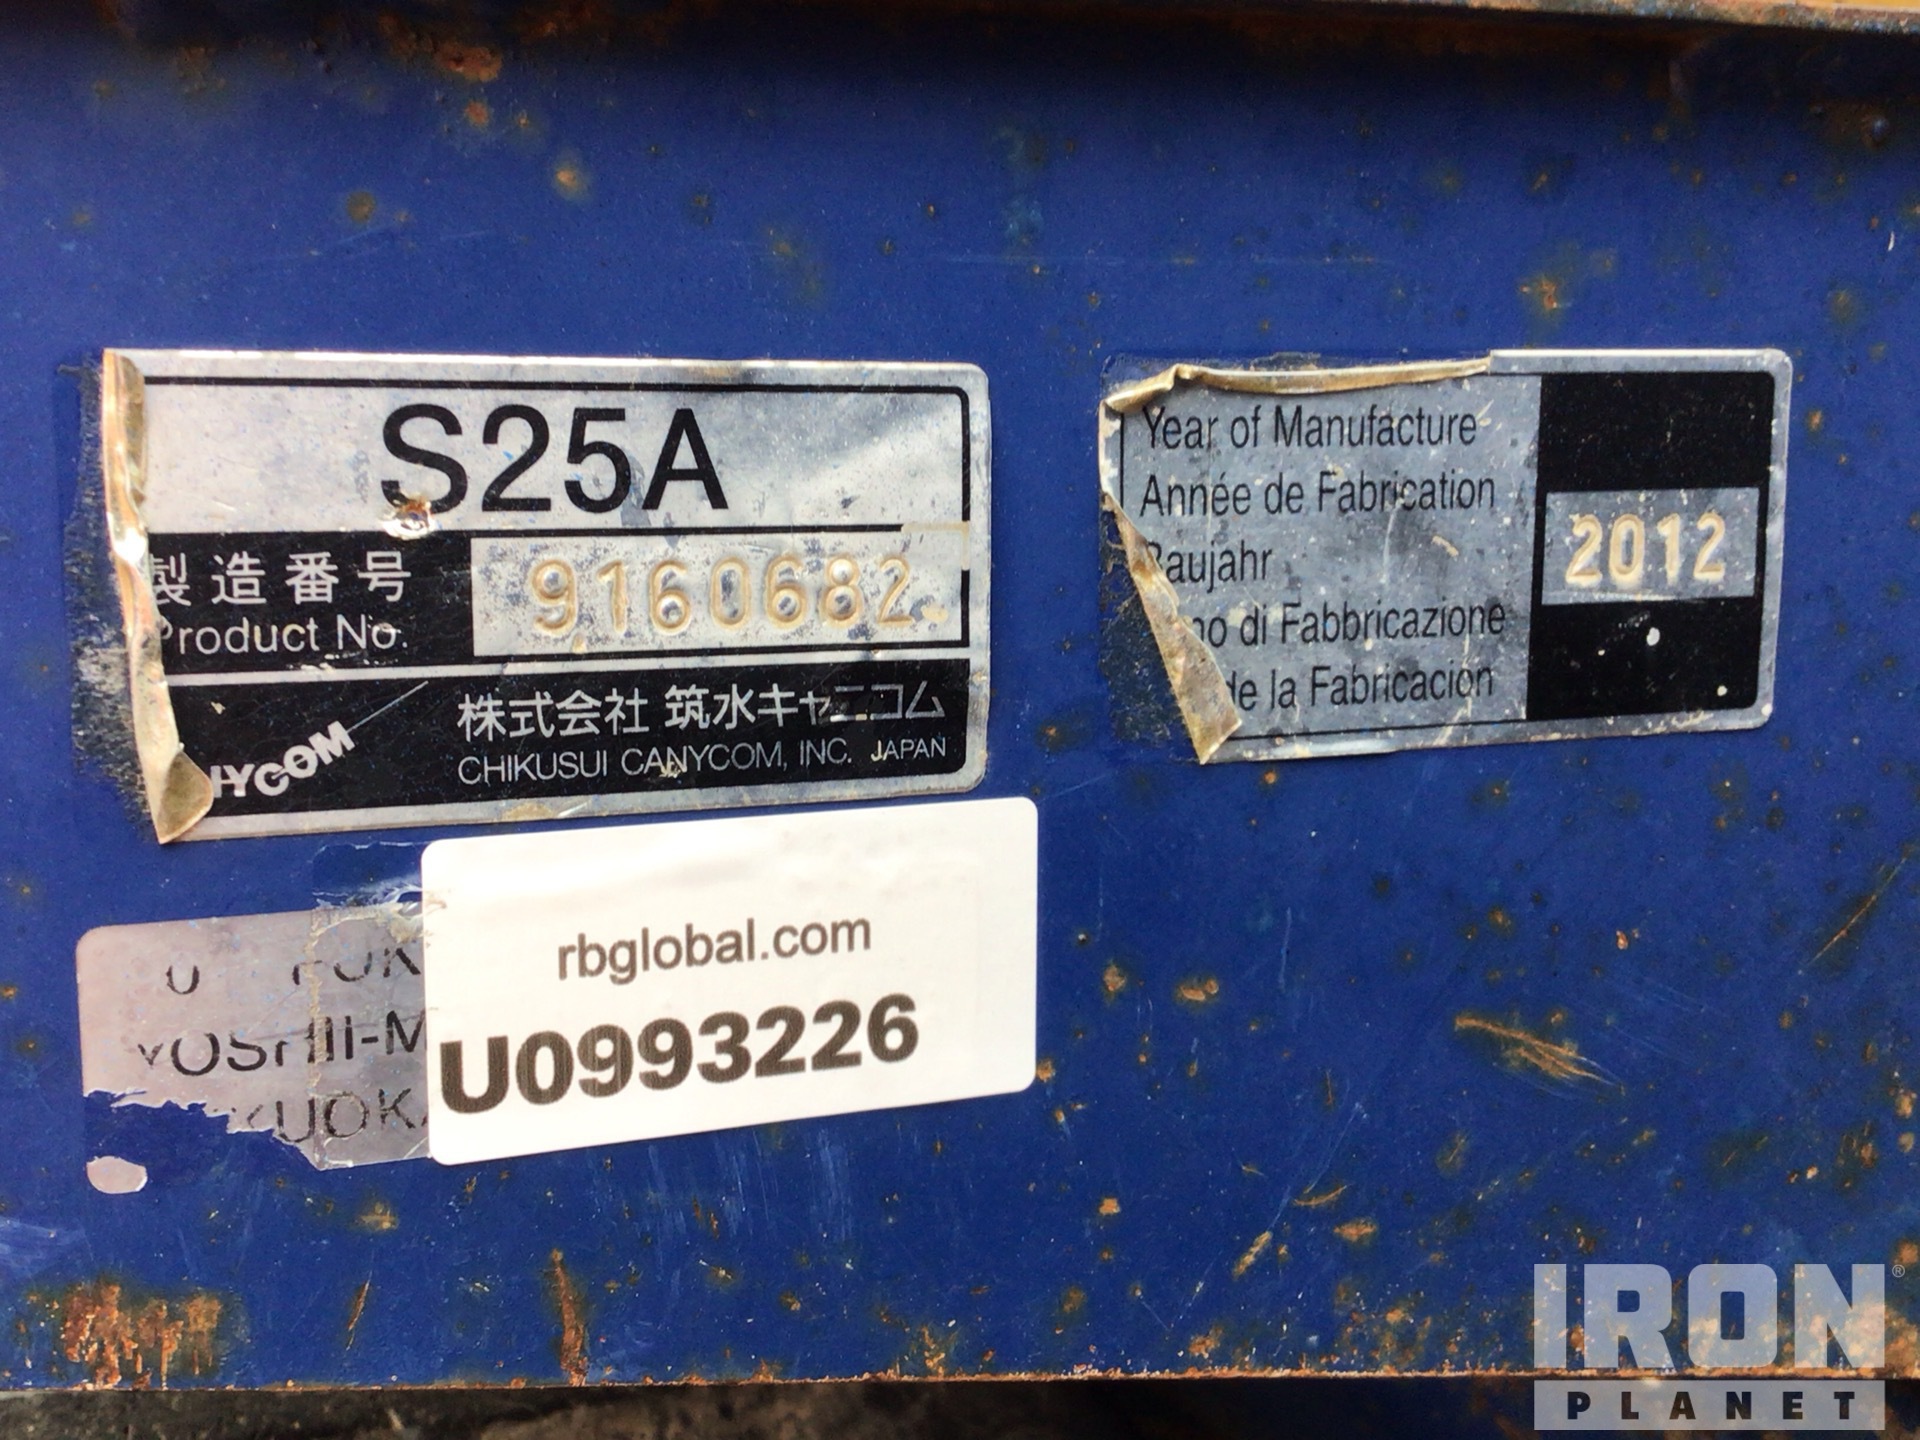 S25A
製造番号
Product No.
9160682
株式会社 筑水キャニコム
CHIKUSUI CANYCOM, INC. JAPAN
Year of Manufacture
Année de Fabrication
2012
di Fabbricazione
de la Fabricacion
rbglobal.com
U0993226
IRON
PLANET